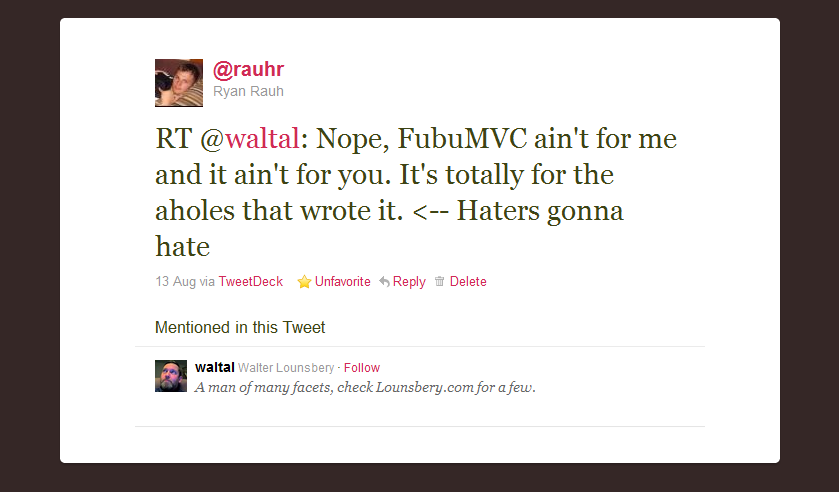 @rauhr
Ryan Rauh
RT @waltal: Nope, FubuMVC ain't for me
and it ain't for you. It's totally for the
aholes that wrote it. <-- Haters gonna
hate
13 Aug via TweetDeck Unfavorite Reply Delete
Mentioned in this Tweet
waltal Walter Lounsbery · Follow
A man of many facets, check Lounsbery.com for a few.